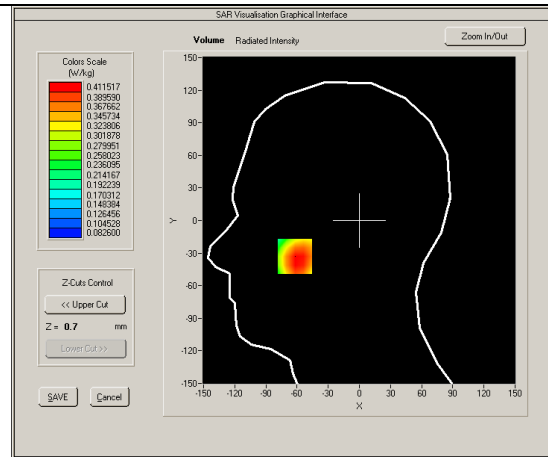 SAR Visualisation Graphical Interface
Volume Radiated Intensity
Zoom In/Out
Colors Scale
(W/kg)
0.411517
0.389590
0.367662
0.345734
0.323806
0.301878
0.279951
0.258023
0.236095
0.214167
0.192239
0.170312
0.148384
0.126456
0.104528
0.082600
Z-Cuts Control
<< Upper Cut
Z = 0.7 mm
Lower Cut >>
SAVE Cancel
150
120
90
60
30
0
-30
-60
-90
-120
-150
Y
-150 -120 -90 -60 -30 0 30 60 90 120 150
X